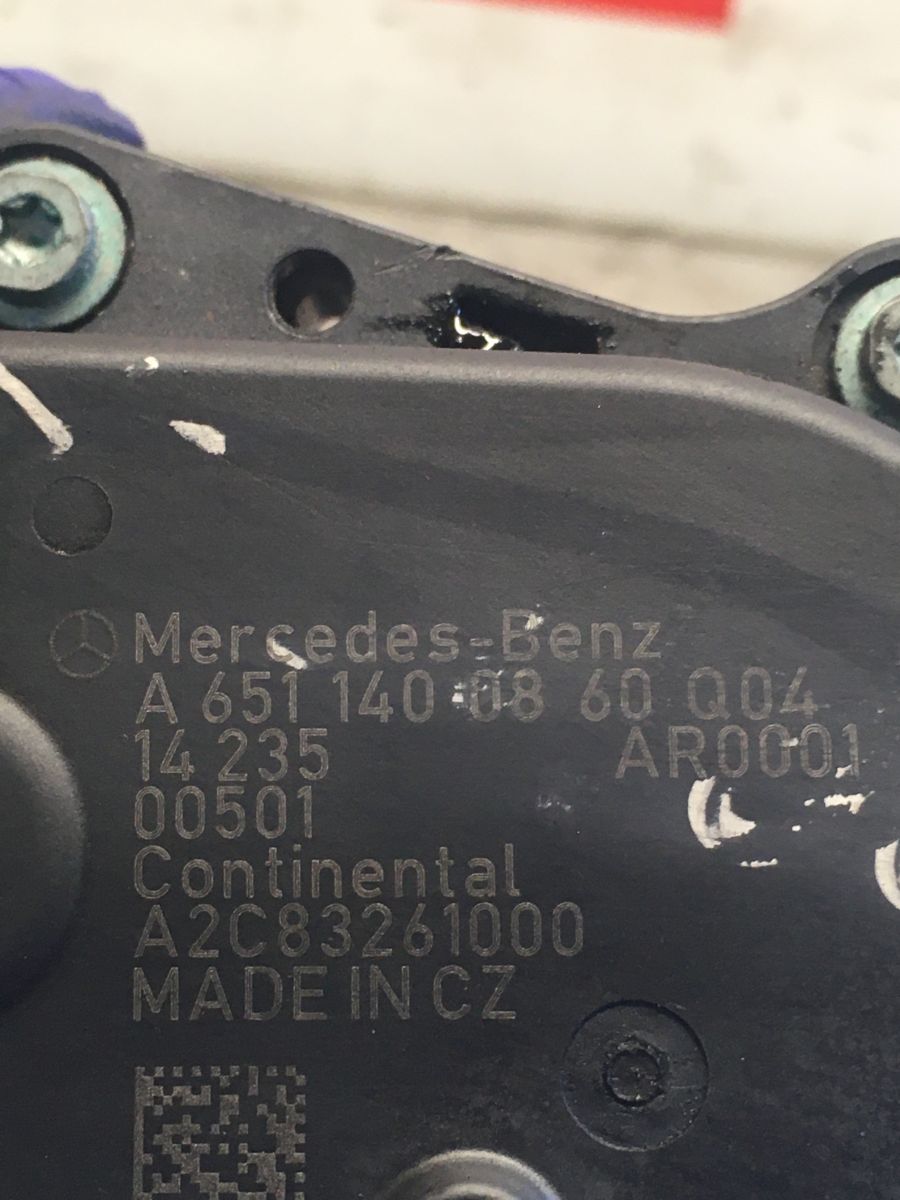 Mercedes-Benz
A 651 140 08 60 Q04
14 235 AR0001
00501
Continental
A2C83261000
MADE IN CZ